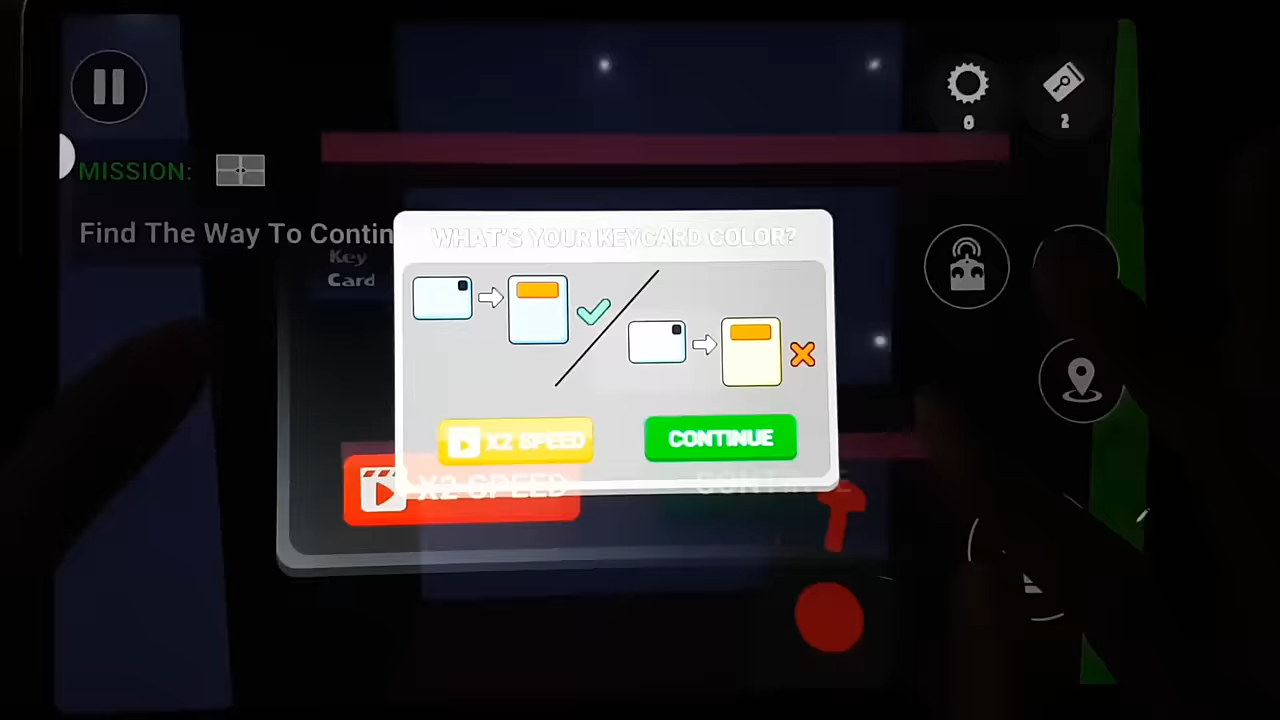 0
2
MISSION:
Find The Way To Contin
Key
Card
WHAT'S YOUR KEYCARD COLOR?
X2 SPEED
CONTINUE
X2 SPEED